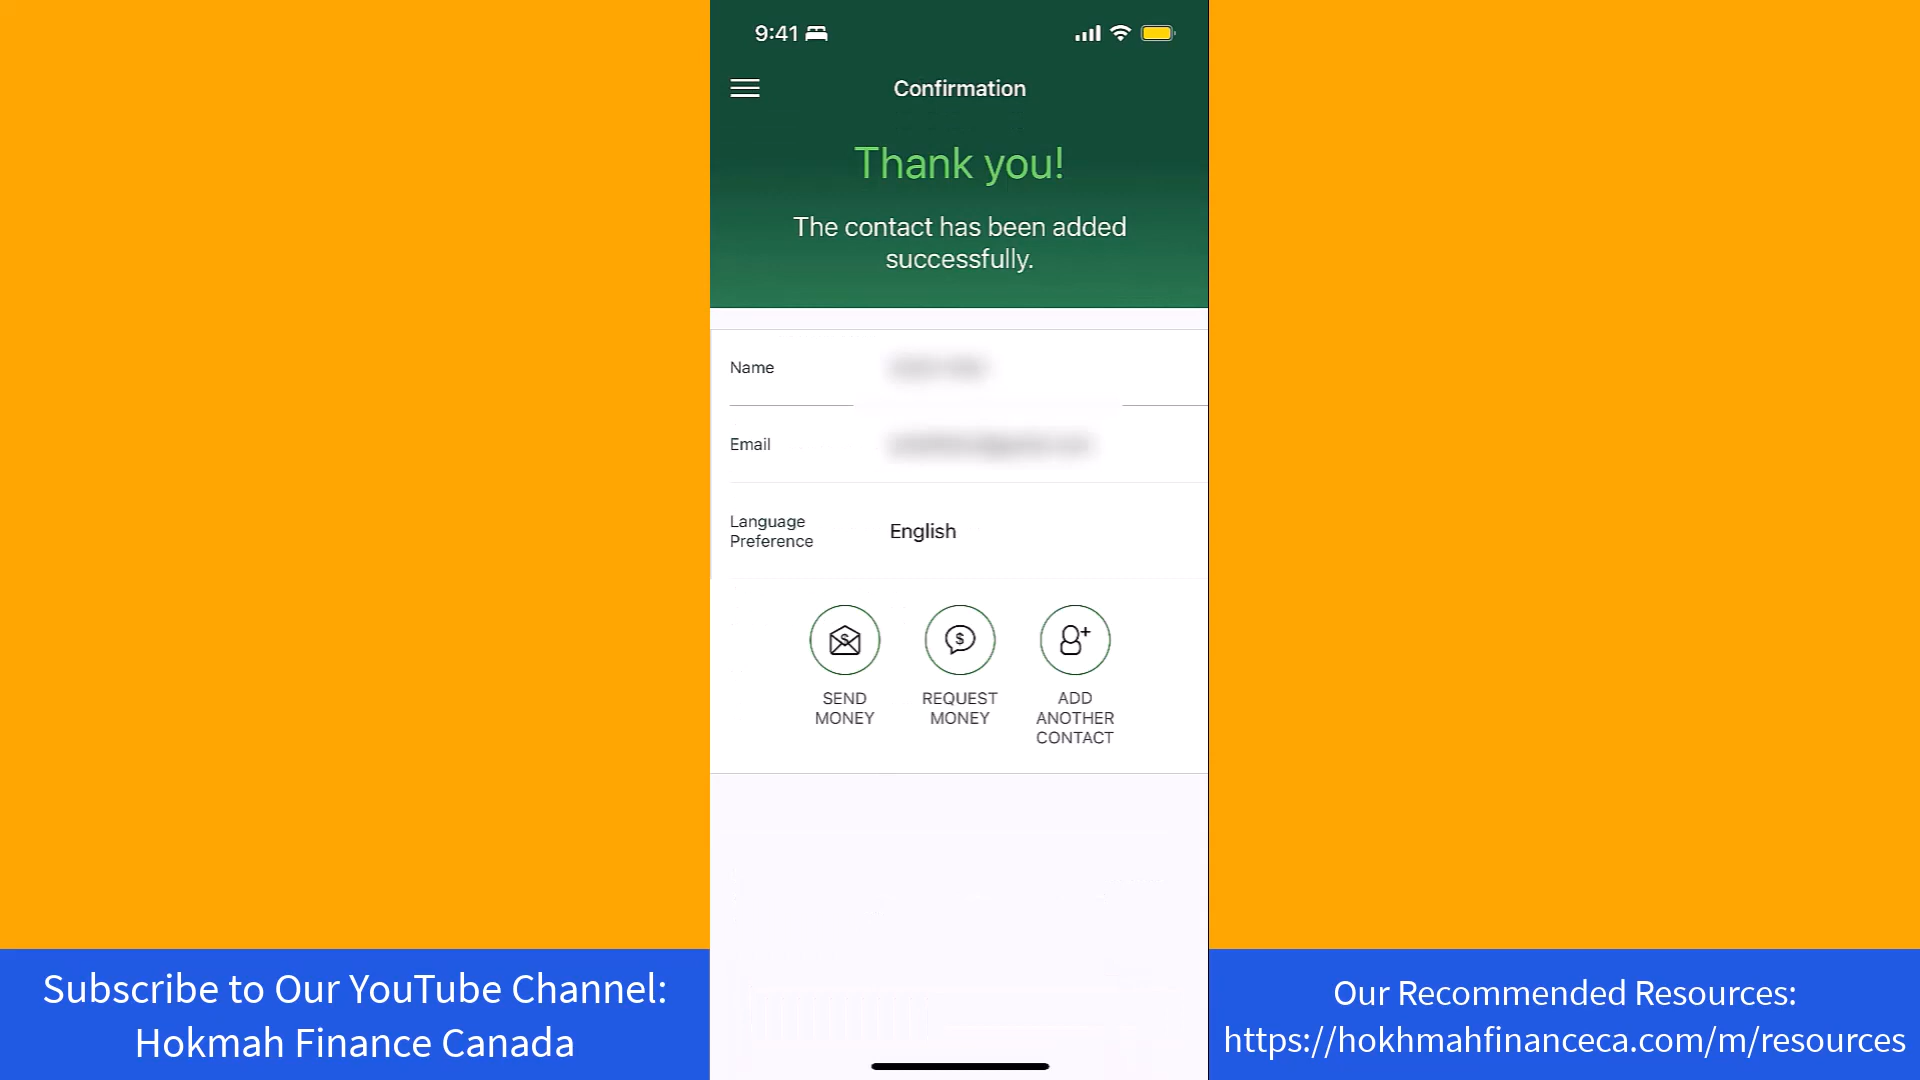 9:41
Confirmation
Thank you!
The contact has been added
successfully.
Name
Email
Language
Preference
English
SEND
MONEY
REQUEST
MONEY
ADD
ANOTHER
CONTACT
Subscribe to Our YouTube Channel:
Hokmah Finance Canada
Our Recommended Resources:
https://hokhmahfinanceca.com/m/resources